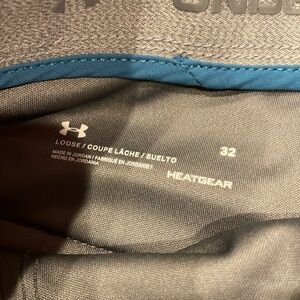 LOOSE / COUPE LÂCHE / SUELTO
32
MADE IN JORDAN / FABRIQUÉ EN JORDANIE /
HECHO EN JORDANIA
HEATGEAR